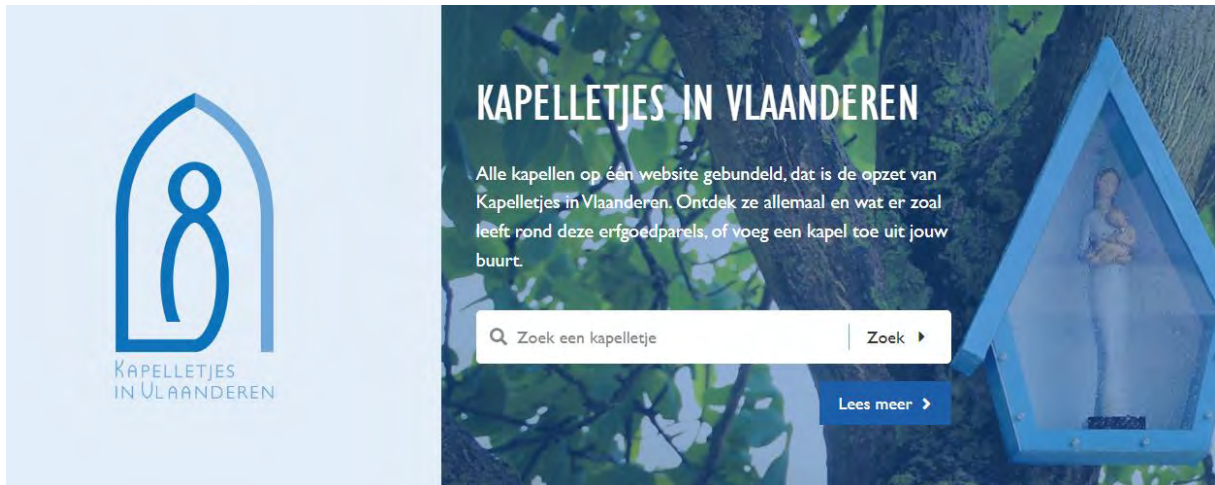 KAPELLETJES
IN VLAANDEREN
KAPELLETJES IN VLAANDEREN
Alle kapellen op één website gebundeld, dat is de opzet van
Kapelletjes in Vlaanderen. Ontdek ze allemaal en wat er zoal
leeft rond deze erfgoedparels, of voeg een kapel toe uit jouw
buurt.
Zoek een kapelletje
Zoek
Lees meer